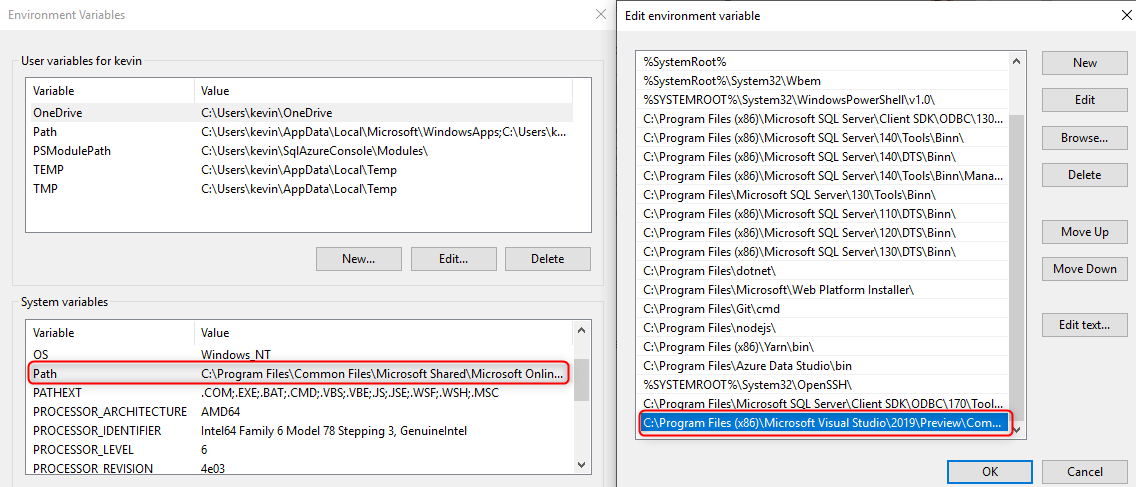 Environment Variables
User variables for kevin
Variable Value
OneDrive C:\Users\kevin\OneDrive
Path C:\Users\kevin\AppData\Local\Microsoft\WindowsApps;C:\Users\k...
PSModulePath C:\Users\kevin\SqlAzureConsole\Modules\
TEMP C:\Users\kevin\AppData\Local\Temp
TMP C:\Users\kevin\AppData\Local\Temp
New... Edit... Delete
System variables
Variable Value
OS Windows_NT
Path C:\Program Files\Common Files\Microsoft Shared\Microsoft Onlin...
PATHEXT .COM;.EXE;.BAT;.CMD;.VBS;.VBE;.JS;.JSE;.WSF;.WSH;.MSC
PROCESSOR_ARCHITECTURE AMD64
PROCESSOR_IDENTIFIER Intel64 Family 6 Model 78 Stepping 3, GenuineIntel
PROCESSOR_LEVEL 6
PROCESSOR_REVISION 4e03
Edit environment variable
%SystemRoot%
%SystemRoot%\System32\Wbem
%SYSTEMROOT%\System32\WindowsPowerShell\v1.0\
C:\Program Files (x86)\Microsoft SQL Server\Client SDK\ODBC\130...
C:\Program Files (x86)\Microsoft SQL Server\140\Tools\Binn\
C:\Program Files (x86)\Microsoft SQL Server\140\DTS\Binn\
C:\Program Files (x86)\Microsoft SQL Server\140\Tools\Binn\Mana...
C:\Program Files\Microsoft SQL Server\130\Tools\Binn\
C:\Program Files (x86)\Microsoft SQL Server\110\DTS\Binn\
C:\Program Files (x86)\Microsoft SQL Server\120\DTS\Binn\
C:\Program Files (x86)\Microsoft SQL Server\130\DTS\Binn\
C:\Program Files\dotnet\
C:\Program Files\Microsoft\Web Platform Installer\
C:\Program Files\Git\cmd
C:\Program Files\nodejs\
C:\Program Files (x86)\Yarn\bin\
C:\Program Files\Azure Data Studio\bin
%SYSTEMROOT%\System32\OpenSSH\
C:\Program Files\Microsoft SQL Server\Client SDK\ODBC\170\Tool...
C:\Program Files (x86)\Microsoft Visual Studio\2019\Preview\Com...
New
Edit
Browse...
Delete
Move Up
Move Down
Edit text...
OK Cancel